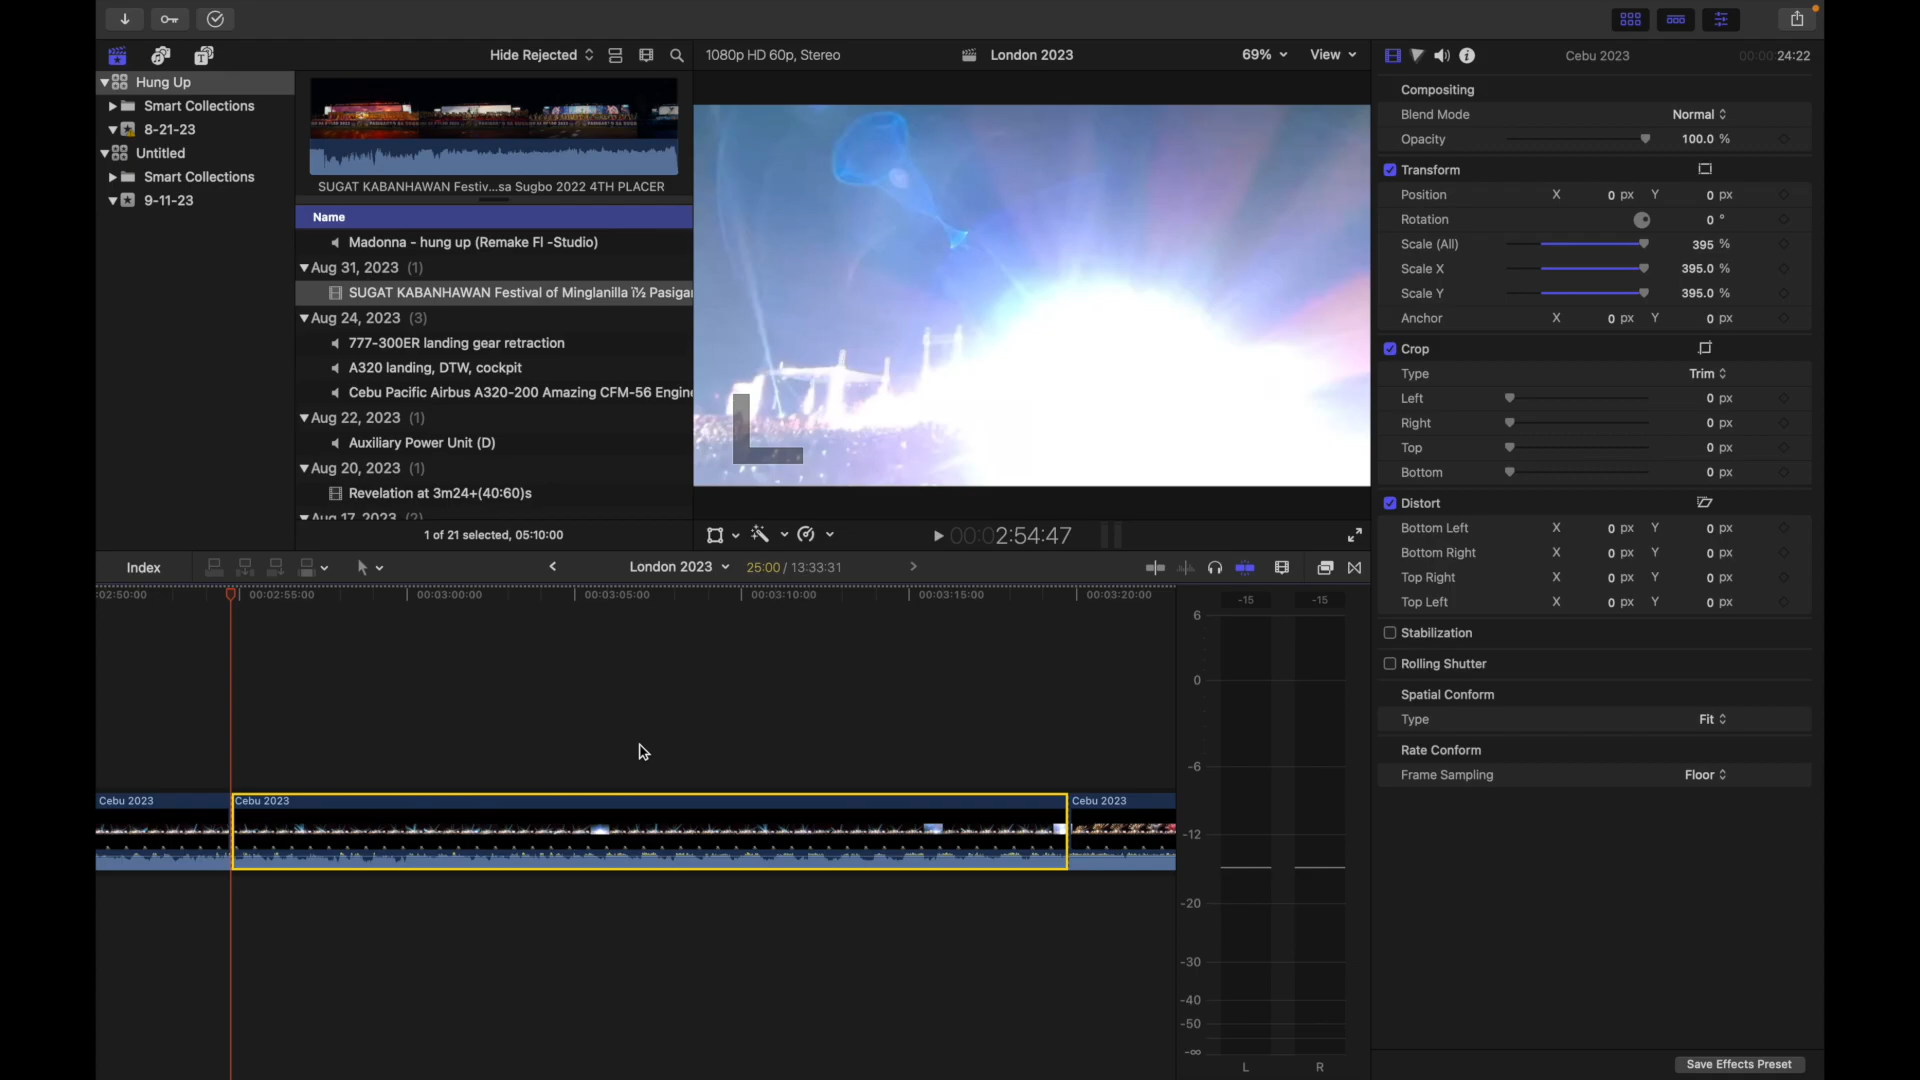 Hide Rejected
1080p HD 60p, Stereo
London 2023
69%
View
Cebu 2023
00:00:24:22
Hung Up
Smart Collections
8-21-23
Untitled
Smart Collections
9-11-23
SUGAT KABANHAWAN Festiv...sa Sugbo 2022 4TH PLACER
Name
Madonna - hung up (Remake Fl -Studio)
Aug 31, 2023 (1)
SUGAT KABANHAWAN Festival of Minglanilla ï½ Pasigar
Aug 24, 2023 (3)
777-300ER landing gear retraction
A320 landing, DTW, cockpit
Cebu Pacific Airbus A320-200 Amazing CFM-56 Engine
Aug 22, 2023 (1)
Auxiliary Power Unit (D)
Aug 20, 2023 (1)
Revelation at 3m24+(40:60)s
Aug 17, 2023 (2)
1 of 21 selected, 05:10:00
00:02:54:47
Compositing
Blend Mode Normal
Opacity 100.0 %
Transform
Position X 0 px Y 0 px
Rotation 0 °
Scale (All) 395 %
Scale X 395.0 %
Scale Y 395.0 %
Anchor X 0 px Y 0 px
Crop
Type Trim
Left 0 px
Right 0 px
Top 0 px
Bottom 0 px
Distort
Bottom Left X 0 px Y 0 px
Bottom Right X 0 px Y 0 px
Top Right X 0 px Y 0 px
Top Left X 0 px Y 0 px
Stabilization
Rolling Shutter
Spatial Conform
Type Fit
Rate Conform
Frame Sampling Floor
Save Effects Preset
Index
London 2023
25:00 / 13:33:31
:02:50:00
00:02:55:00
00:03:00:00
00:03:05:00
00:03:10:00
00:03:15:00
00:03:20:00
Cebu 2023
Cebu 2023
Cebu 2023
-15 -15
6
0
-6
-12
-20
-30
-40
-50
-∞
L R